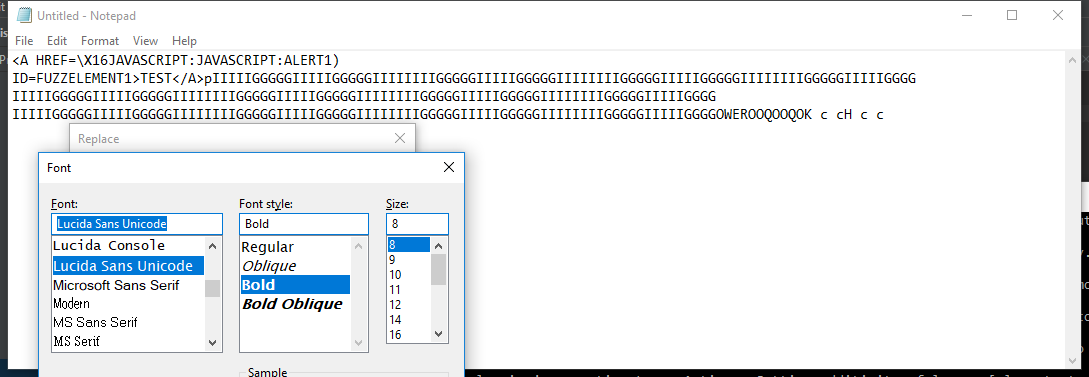 Untitled - Notepad
File Edit Format View Help
<A HREF=\X16JAVASCRIPT:JAVASCRIPT:ALERT1)
ID=FUZZELEMENT1>TEST</A>pIIIIIGGGGGIIIIIGGGGGIIIIIIIIGGGGGIIIIIGGGGGIIIIIIIIGGGGGIIIIIGGGGGIIIIIIIIGGGGGIIIIIGGGG
IIIIIGGGGGIIIIIGGGGGIIIIIIIIGGGGGIIIIIGGGGGIIIIIIIIGGGGGIIIIIGGGGGIIIIIIIIGGGGGIIIIIGGGG
IIIIIGGGGGIIIIIGGGGGIIIIIIIIGGGGGIIIIIGGGGGIIIIIIIIGGGGGIIIIIGGGGGIIIIIIIIGGGGGIIIIIGGGGOWEROOQOOQOK c cH c c
Replace
Font
Font:
Lucida Sans Unicode
Lucida Console
Lucida Sans Unicode
Microsoft Sans Serif
Modern
MS Sans Serif
MS Serif
Font style:
Bold
Regular
Oblique
Bold
Bold Oblique
Size:
8
8
9
10
11
12
14
16
Sample